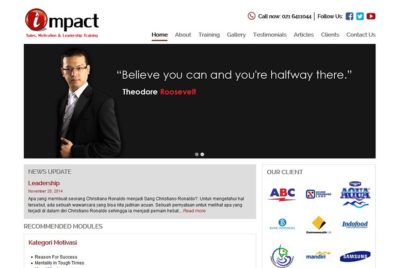 impact
Sales, Motivation & Leadership Training
Call now: 021 6411044 Follow Us:
Home About Training Gallery Testimonials Articles Clients Contact Us
“Believe you can and you're halfway there.”
Theodore Roosevelt
NEWS UPDATE
Leadership
November 28, 2014
Apa yang membuat seorang Christiano Ronaldo menjadi Sang Christiano Ronaldo?. Untuk mengetahui hal
tersebut, ada sebuah wawancara yang bisa kita jadikan acuan. Sebuah pernyataan untuk melihat apa yang
terjadi di dalam diri Christiano Ronaldo sehingga ia menjadi pemain hebat... Read more
RECOMMENDED MODULES
Kategori Motivasi
Reason For Success
Mentality in Tough Times
OUR CLIENT
ABC
AQUA
Indofood
mandiri
SAMSUNG